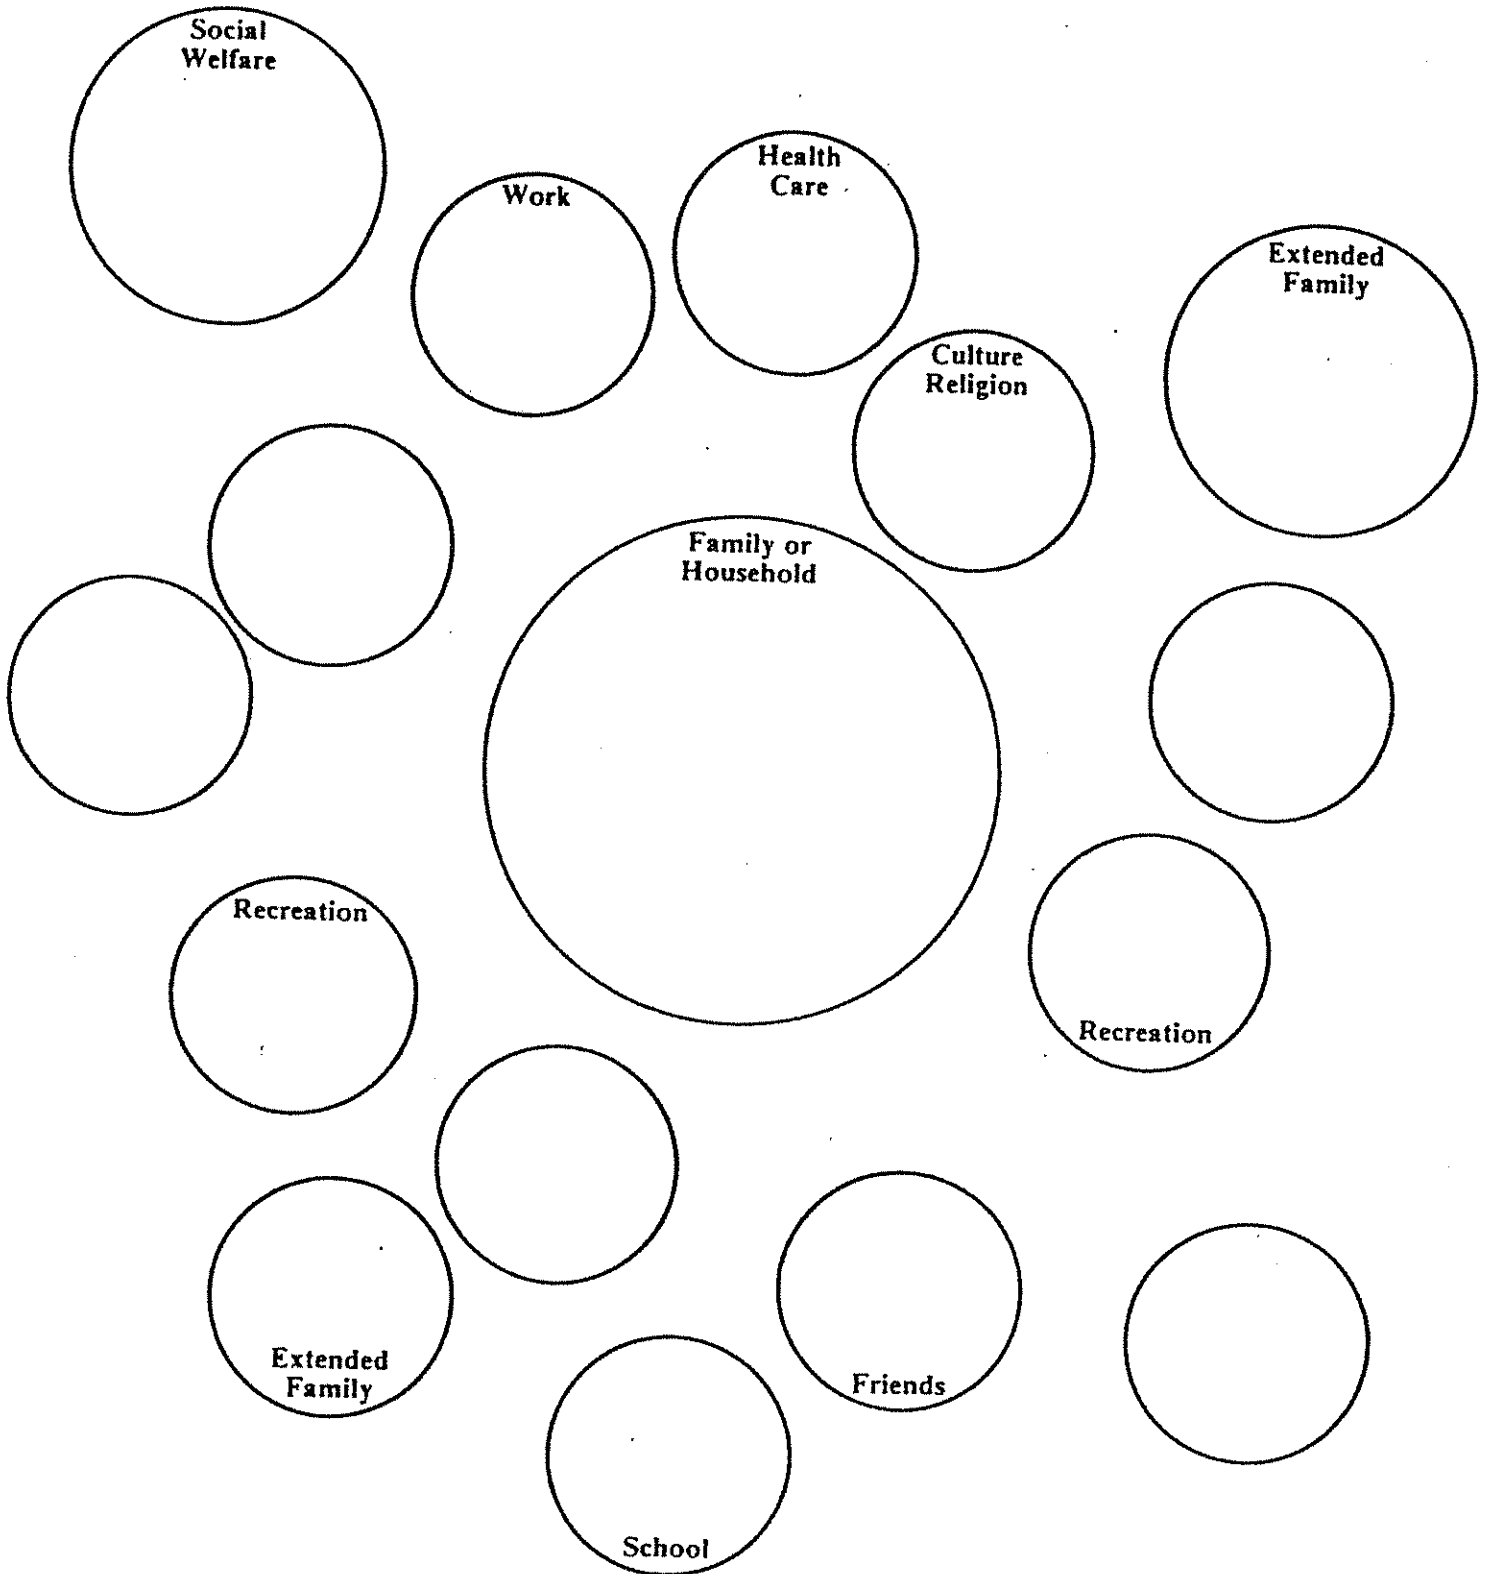 Social
Welfare
Health
Care
Work
Extended
Family
Culture
Religion
Family or
Household
Recreation
Recreation
Extended
Family
Friends
School